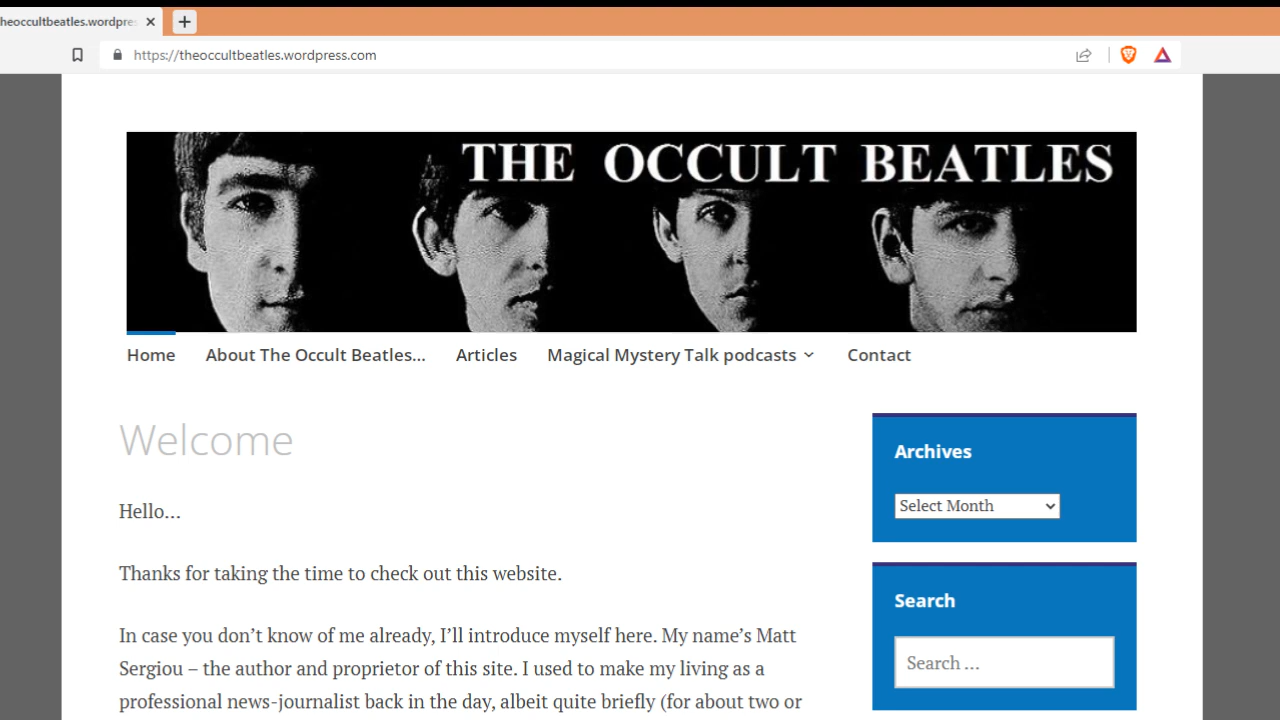 theoccultbeatles.wordpre
https://theoccultbeatles.wordpress.com
THE OCCULT BEATLES
Home About The Occult Beatles... Articles Magical Mystery Talk podcasts Contact
Welcome
Hello...
Thanks for taking the time to check out this website.
In case you don’t know of me already, I’ll introduce myself here. My name’s Matt
Sergiou – the author and proprietor of this site. I used to make my living as a
professional news-journalist back in the day, albeit quite briefly (for about two or
Archives
Select Month
Search
Search ...